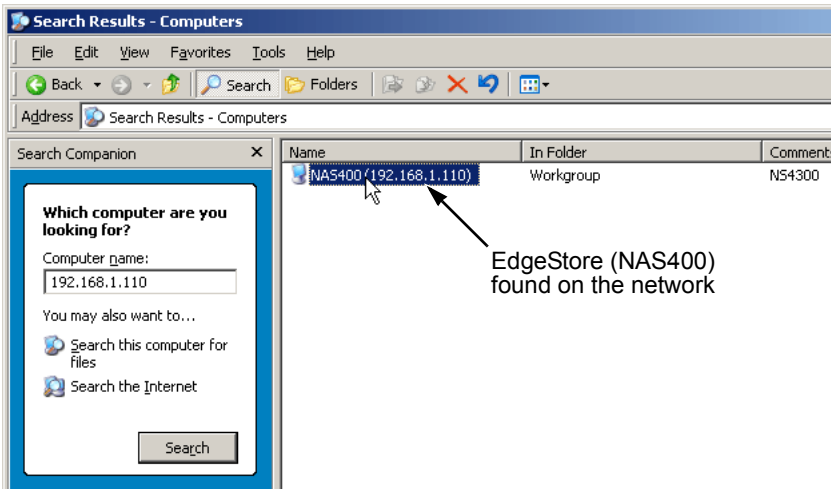 Search Results - Computers
File Edit View Favorites Tools Help
Back Search Folders
Address Search Results - Computers
Search Companion
Name In Folder Comment
NAS400 (192.168.1.110) Workgroup NS4300
Which computer are you
looking for?
Computer name:
192.168.1.110
You may also want to...
Search this computer for
files
Search the Internet
Search
EdgeStore (NAS400)
found on the network